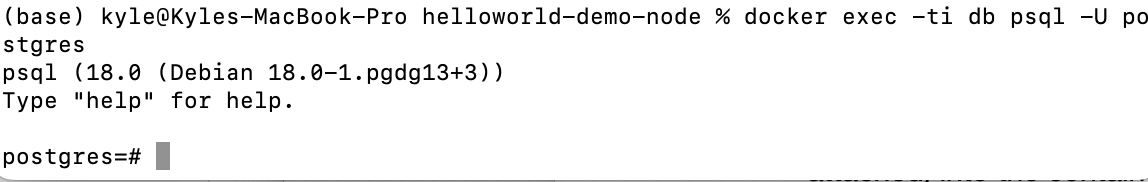 (base) kyle@Kyles-MacBook-Pro helloworld-demo-node % docker exec -ti db psql -U po
stgres
psql (18.0 (Debian 18.0-1.pgdg13+3))
Type "help" for help.
postgres=#